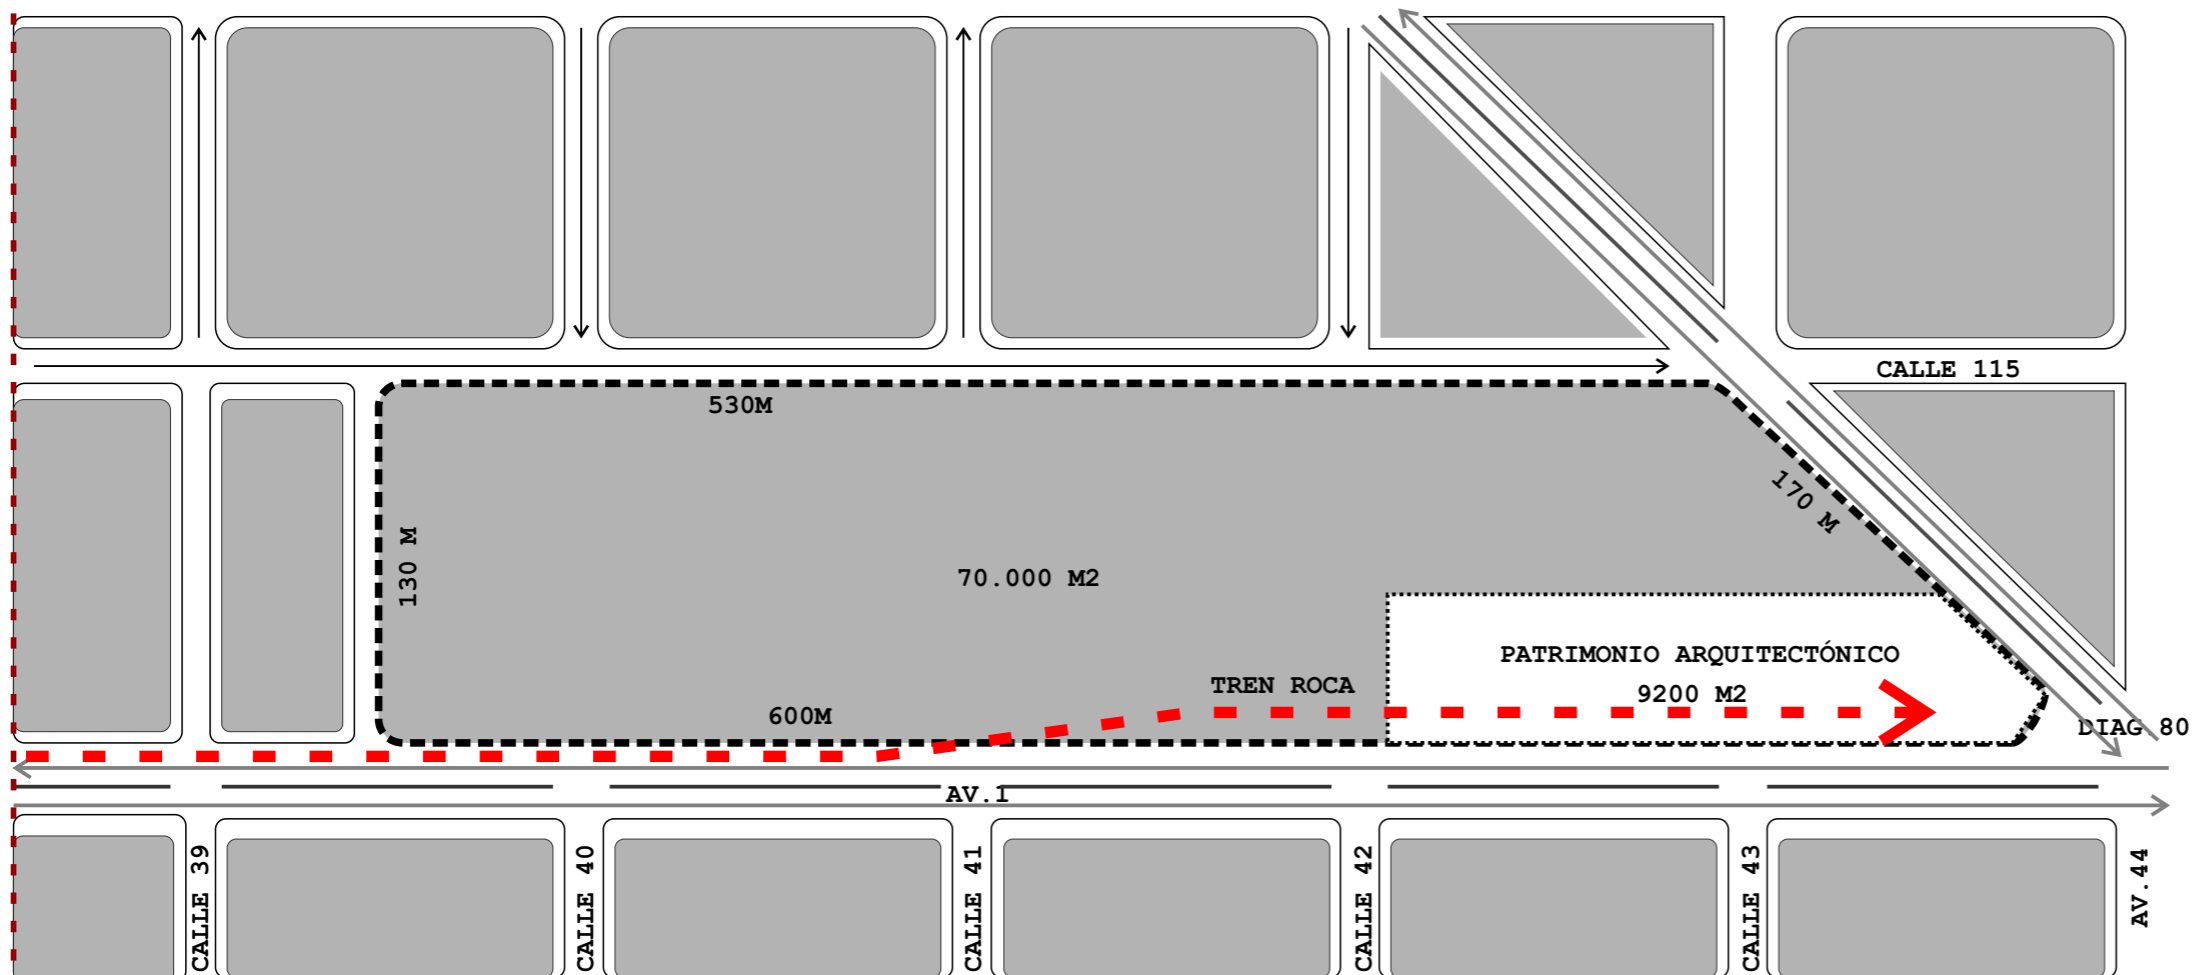 CALLE 115
530M
170 M
130 M
70.000 M2
PATRIMONIO ARQUITECTÓNICO
9200 M2
TREN ROCA
600M
DIAG.80
AV.1
CALLE 39
CALLE 40
CALLE 41
CALLE 42
CALLE 43
AV.44